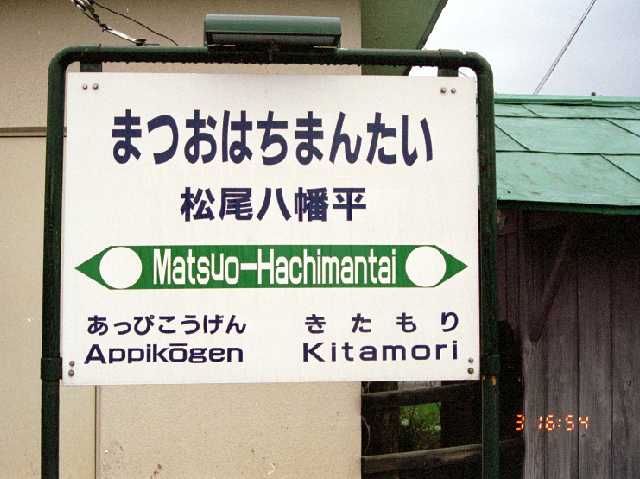 まつおはちまんたい
松尾八幡平
Matsuo-Hachimantai
あっぴこうげん きたもり
Appikōgen Kitamori
3 16:54